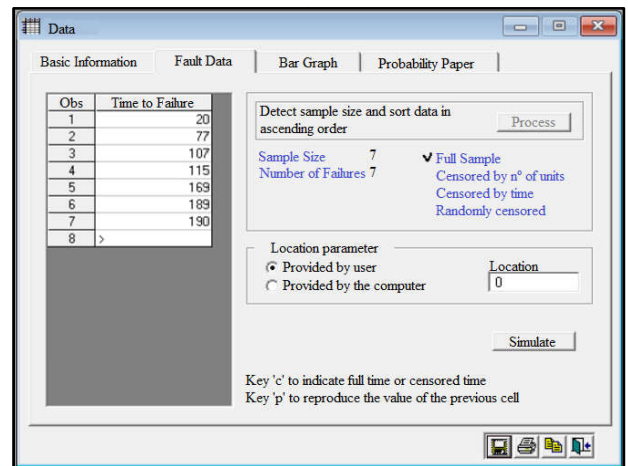 Data
Basic Information Fault Data Bar Graph Probability Paper
Obs Time to Failure
1 20
2 77
3 107
4 115
5 169
6 189
7 190
8 >
Detect sample size and sort data in
ascending order
Process
Sample Size 7
Number of Failures 7
✔ Full Sample
Censored by nº of units
Censored by time
Randomly censored
Location parameter
Provided by user
Provided by the computer
Location
0
Simulate
Key 'c' to indicate full time or censored time
Key 'p' to reproduce the value of the previous cell